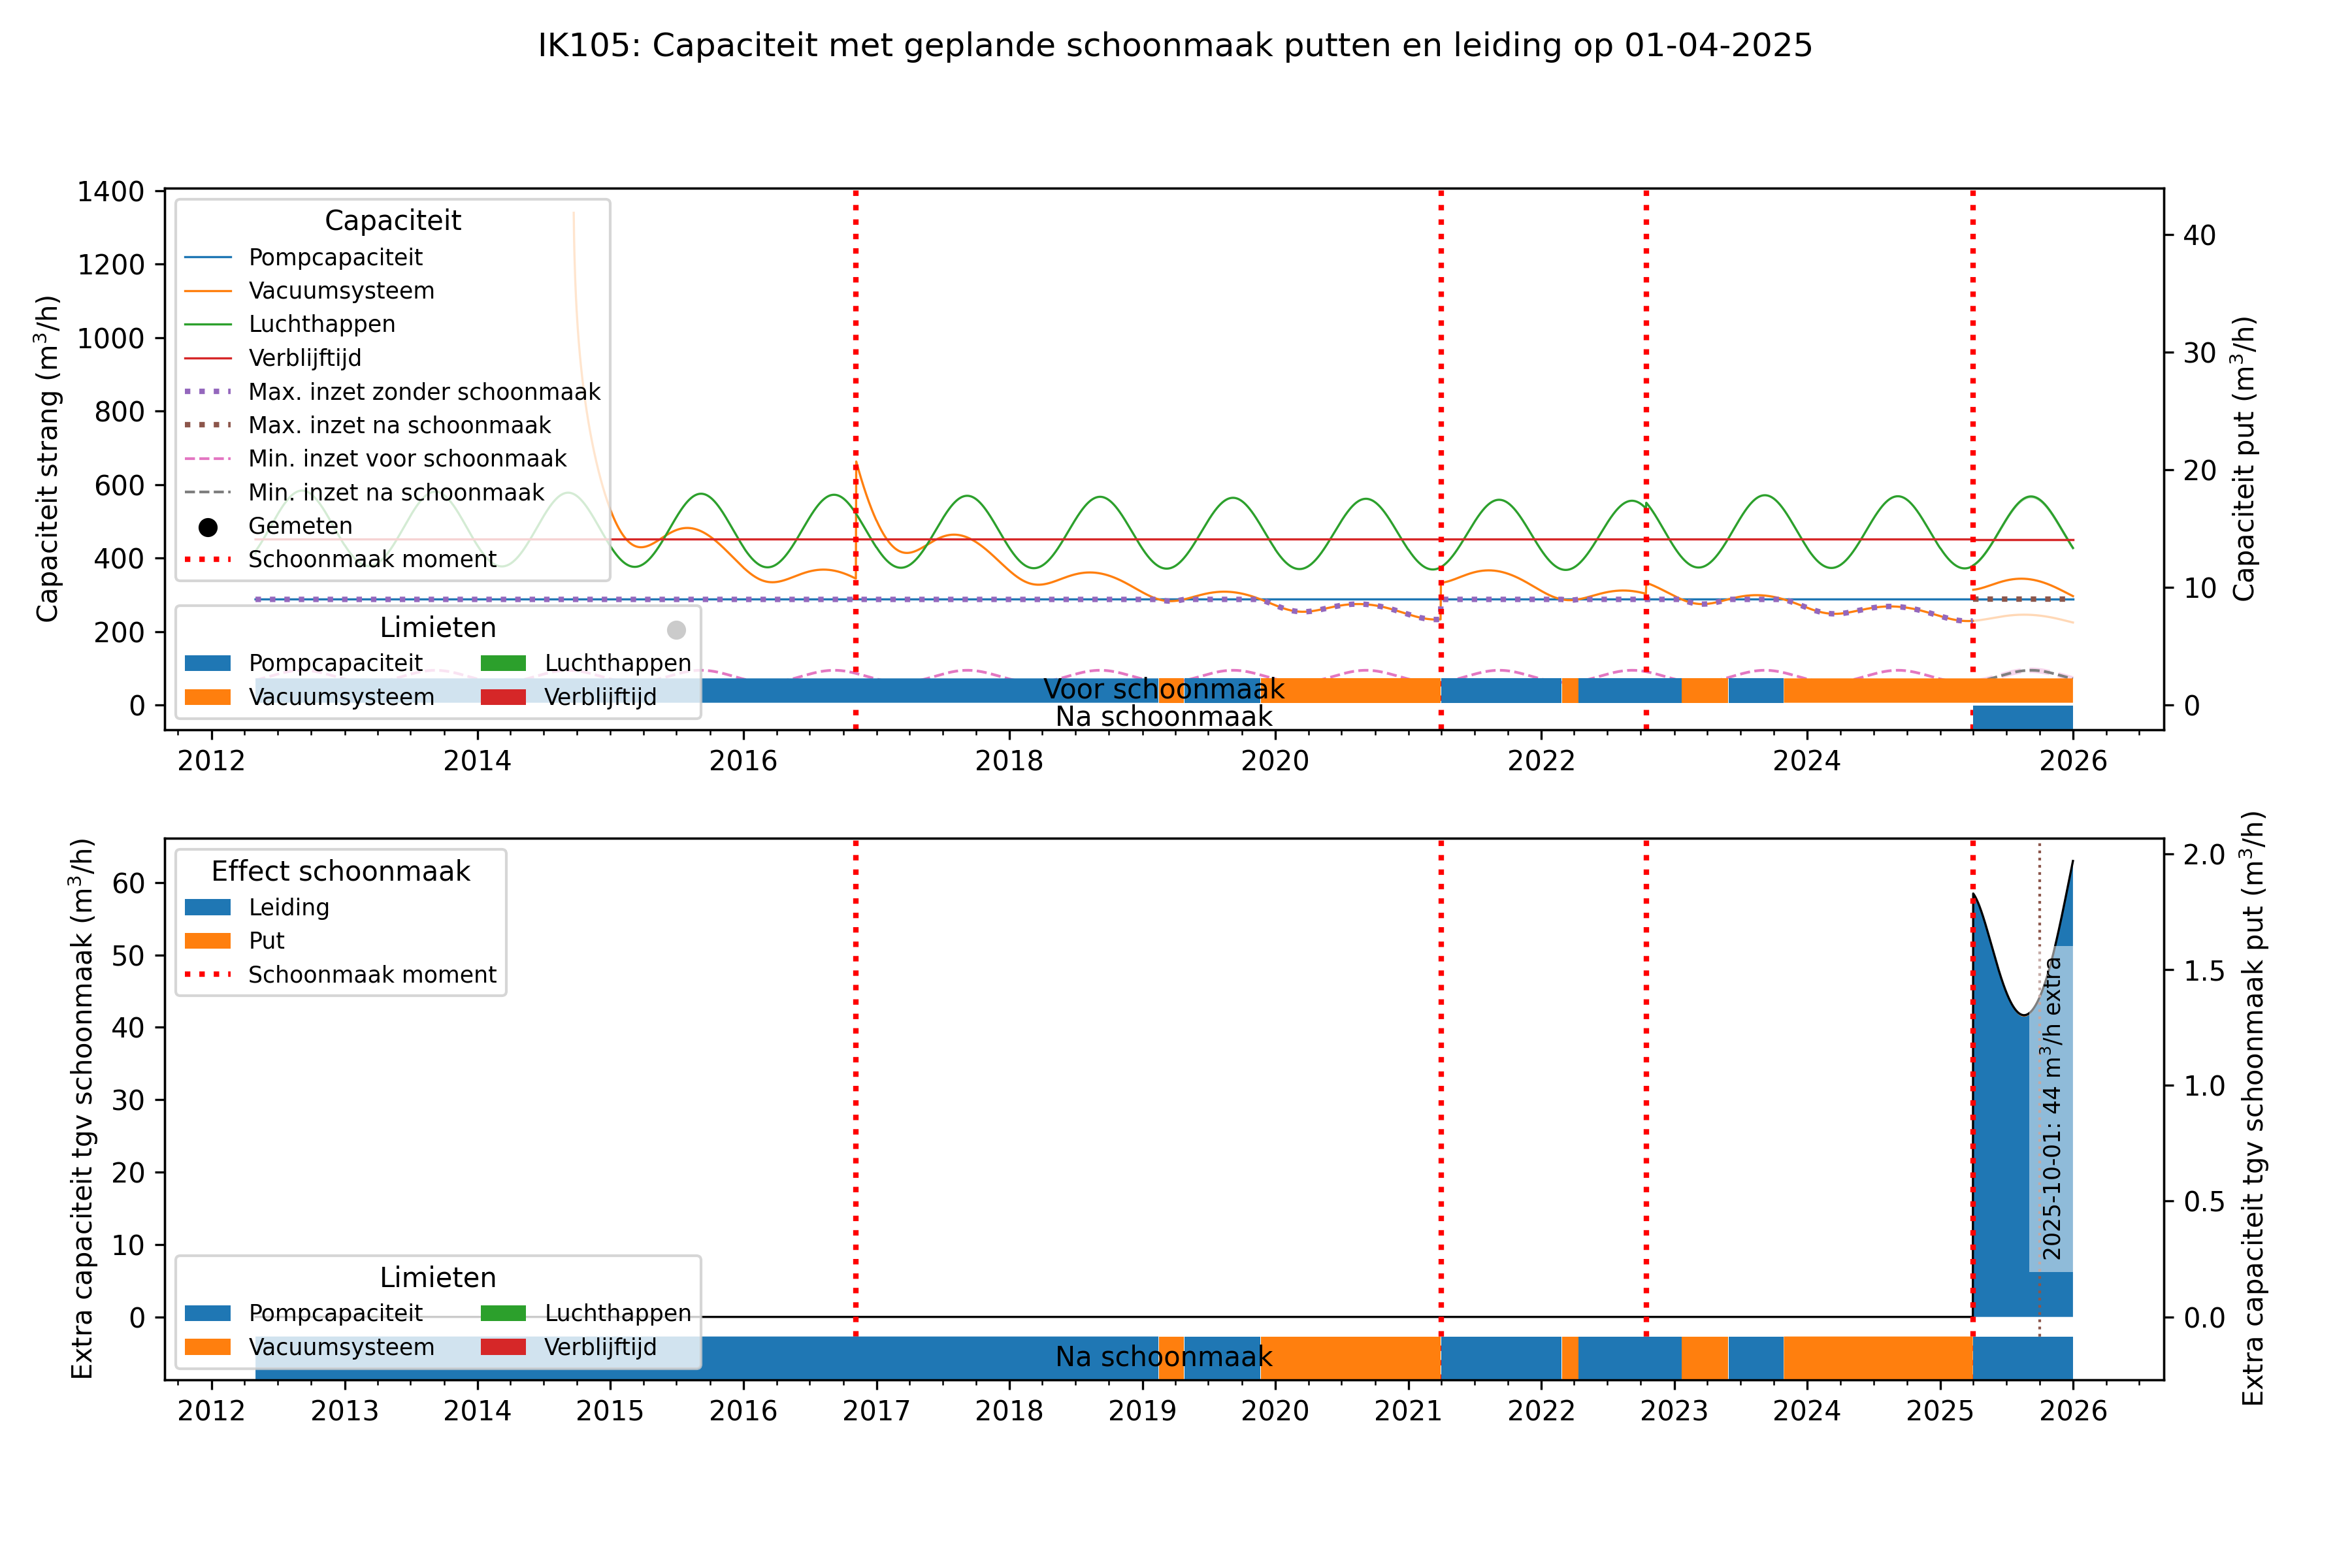 IK105: Capaciteit met geplande schoonmaak putten en leiding op 01-04-2025
Capaciteit strang (m³/h)
1400
1200
1000
800
600
400
200
0
Capaciteit
Pompcapaciteit
Vacuumsysteem
Luchthappen
Verblijftijd
Max. inzet zonder schoonmaak
Max. inzet na schoonmaak
Min. inzet voor schoonmaak
Min. inzet na schoonmaak
Gemeten
Schoonmaak moment
Limieten
Pompcapaciteit
Vacuumsysteem
Luchthappen
Verblijftijd
Voor schoonmaak
Na schoonmaak
40
30
20
10
0
Capaciteit put (m³/h)
2012 2014 2016 2018 2020 2022 2024 2026
Extra capaciteit tgv schoonmaak (m³/h)
60
50
40
30
20
10
0
Effect schoonmaak
Leiding
Put
Schoonmaak moment
Limieten
Pompcapaciteit
Vacuumsysteem
Luchthappen
Verblijftijd
Na schoonmaak
2025-10-01: 44 m³/h extra
2.0
1.5
1.0
0.5
0.0
Extra capaciteit tgv schoonmaak put (m³/h)
2012 2013 2014 2015 2016 2017 2018 2019 2020 2021 2022 2023 2024 2025 2026